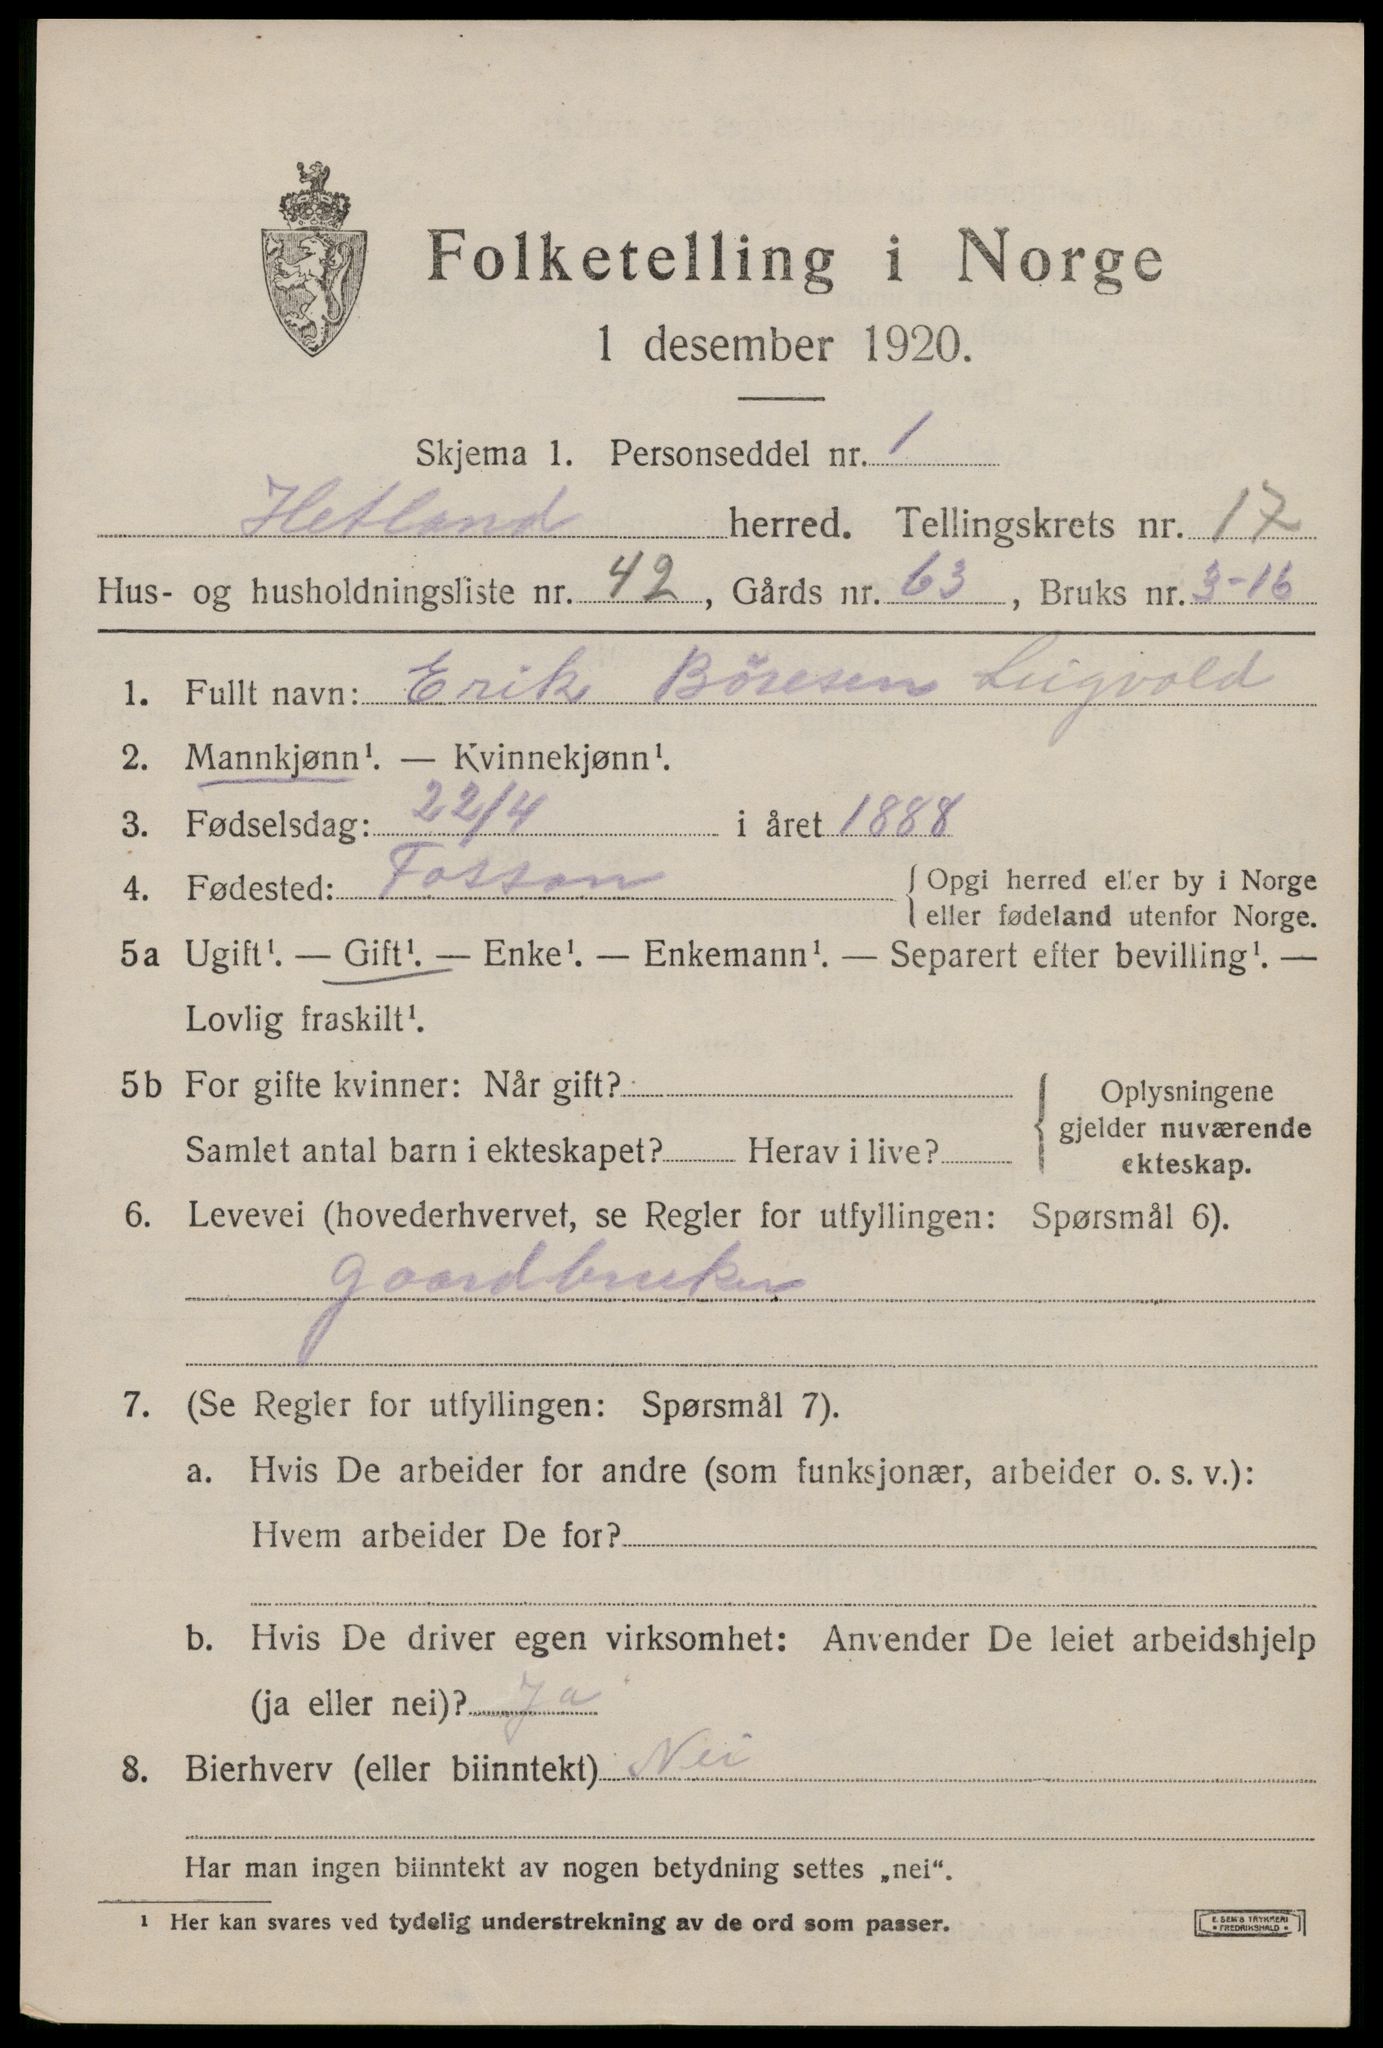 Folketelling i Norge
1 desember 1920.
Skjema 1. Personseddel nr. 1
Hetland herred. Tellingskrets nr. 17
Hus- og husholdningsliste nr. 42, Gårds nr. 63, Bruks nr. 3-16
1. Fullt navn: Erik Böresen Leigvold
2. Mannkjønn¹. — Kvinnekjønn¹.
3. Fødselsdag: 22/4 i året 1888
4. Fødested: Fossan { Opgi herred eller by i Norge
eller fødeland utenfor Norge.
5a Ugift¹. — Gift¹. — Enke¹. — Enkemann¹. — Separert efter bevilling¹. —
Lovlig fraskilt¹.
5b For gifte kvinner: Når gift?
Samlet antal barn i ekteskapet? Herav i live?
{ Oplysningene
gjelder nuværende
ekteskap.
6. Levevei (hovederhvervet, se Regler for utfyllingen: Spørsmål 6).
gaardbruker
7. (Se Regler for utfyllingen: Spørsmål 7).
a. Hvis De arbeider for andre (som funksjonær, arbeider o. s. v.):
Hvem arbeider De for?
b. Hvis De driver egen virksomhet: Anvender De leiet arbeidshjelp
(ja eller nei)? Ja
8. Bierhverv (eller biinntekt) Nei
Har man ingen biinntekt av nogen betydning settes „nei“.
¹ Her kan svares ved tydelig understrekning av de ord som passer.
E. SEM'S TRYKKERI
• FREDRIKSHALD •